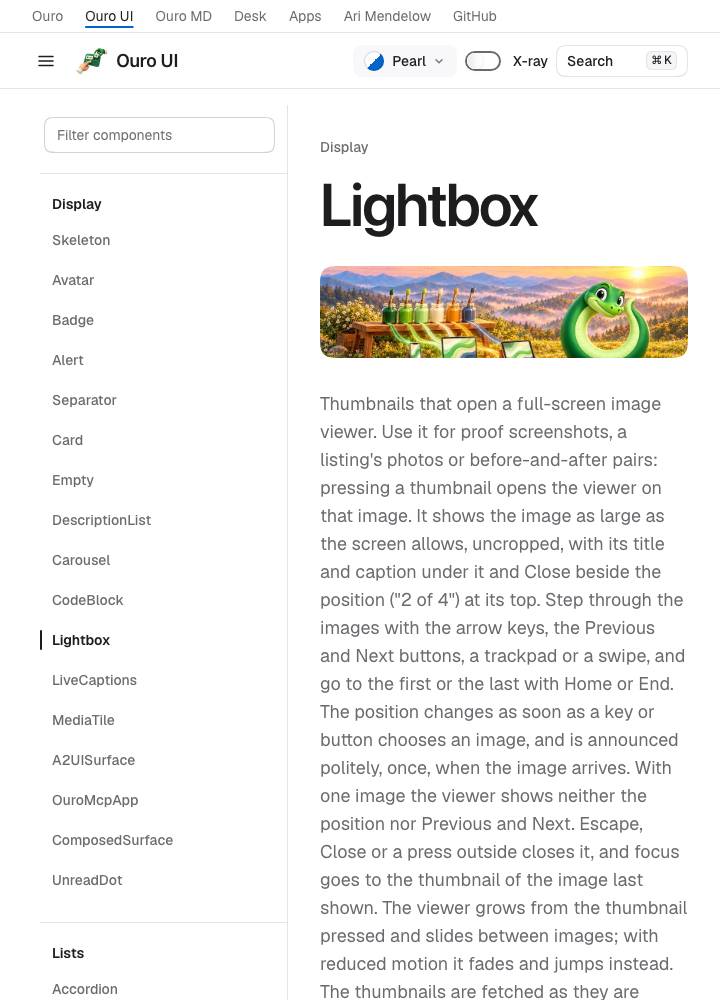 Ouro Ouro UI Ouro MD Desk Apps Ari Mendelow GitHub
Ouro UI Pearl X-ray Search ⌘ K
Filter components
Display
Skeleton
Avatar
Badge
Alert
Separator
Card
Empty
DescriptionList
Carousel
CodeBlock
Lightbox
LiveCaptions
MediaTile
A2UISurface
OuroMcpApp
ComposedSurface
UnreadDot
Lists
Accordion
Display
Lightbox
Thumbnails that open a full-screen image
viewer. Use it for proof screenshots, a
listing's photos or before-and-after pairs:
pressing a thumbnail opens the viewer on
that image. It shows the image as large as
the screen allows, uncropped, with its title
and caption under it and Close beside the
position ("2 of 4") at its top. Step through the
images with the arrow keys, the Previous
and Next buttons, a trackpad or a swipe, and
go to the first or the last with Home or End.
The position changes as soon as a key or
button chooses an image, and is announced
politely, once, when the image arrives. With
one image the viewer shows neither the
position nor Previous and Next. Escape,
Close or a press outside closes it, and focus
goes to the thumbnail of the image last
shown. The viewer grows from the thumbnail
pressed and slides between images; with
reduced motion it fades and jumps instead.
The thumbnails are fetched as they are